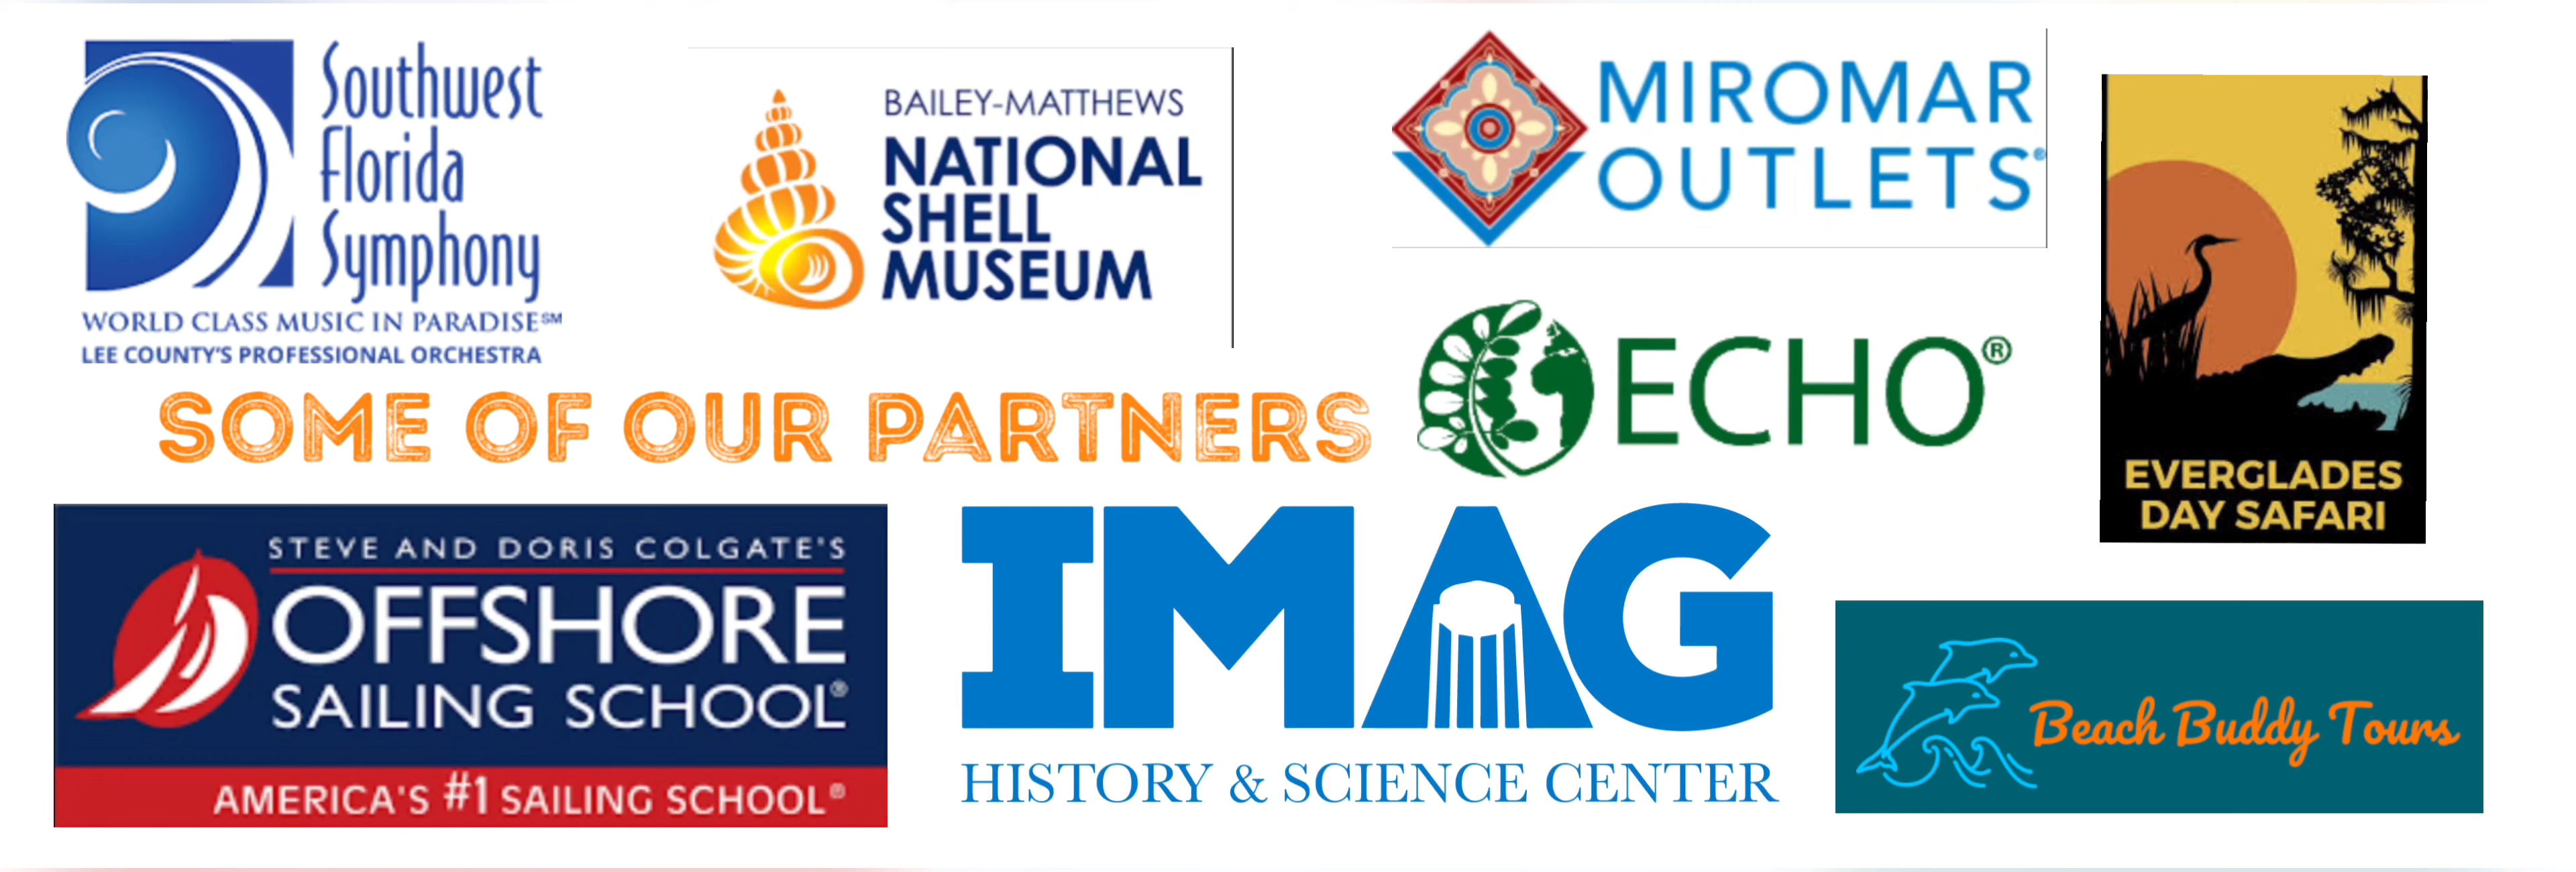 Southwest
Florida
Symphony
WORLD CLASS MUSIC IN PARADISE℠
LEE COUNTY'S PROFESSIONAL ORCHESTRA
BAILEY-MATTHEWS
NATIONAL
SHELL
MUSEUM
MIROMAR
OUTLETS®
ECHO®
EVERGLADES
DAY SAFARI
SOME OF OUR PARTNERS
STEVE AND DORIS COLGATE'S
OFFSHORE
SAILING SCHOOL®
AMERICA'S #1 SAILING SCHOOL®
IMAG
HISTORY & SCIENCE CENTER
Beach Buddy Tours